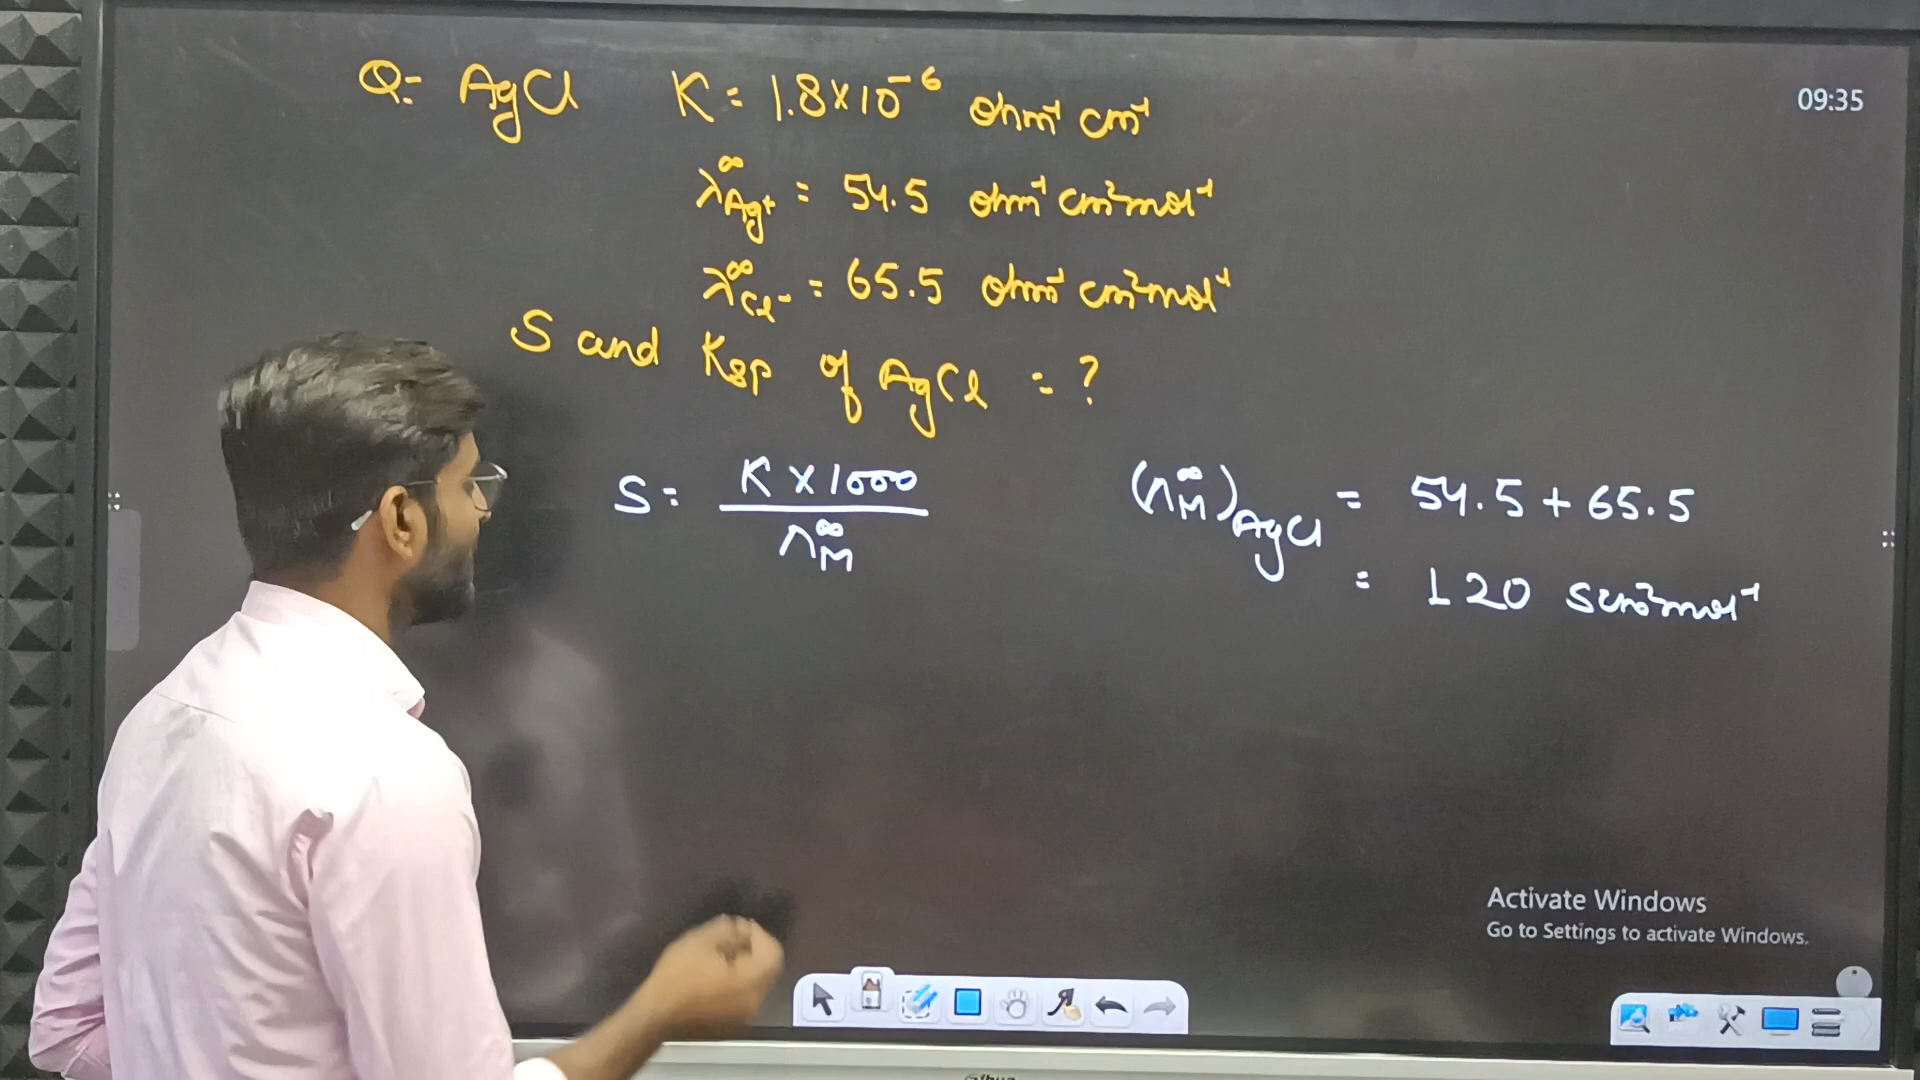 Q:- AgCl K = 1.8×10⁻⁶ ohm⁻¹ cm⁻¹
09:35
λ∞Ag⁺ = 54.5 ohm⁻¹ cm² mol⁻¹
λ∞Cl⁻ = 65.5 ohm⁻¹ cm² mol⁻¹
S and Ksp of AgCl = ?
S = K × 1000 / Λ∞M
(Λ∞M)AgCl = 54.5 + 65.5
= 120 Scm² mol⁻¹
Activate Windows
Go to Settings to activate Windows.